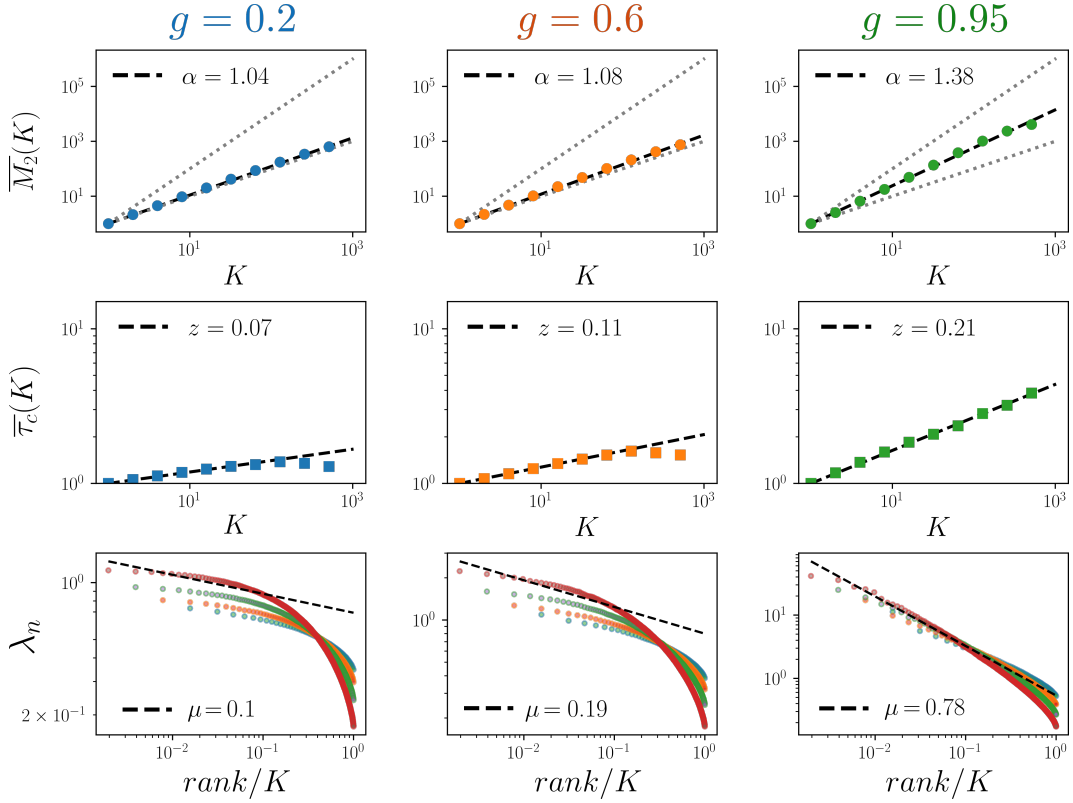 g = 0.2
g = 0.6
g = 0.95
$\overline{M_2}(K)$
10^5
10^3
10^1
α = 1.04
10^1
10^3
K
10^5
10^3
10^1
α = 1.08
10^1
10^3
K
10^5
10^3
10^1
α = 1.38
10^1
10^3
K
$\overline{\tau}_c(K)$
10^1
10^0
z = 0.07
10^1
10^3
K
10^1
10^0
z = 0.11
10^1
10^3
K
10^1
10^0
z = 0.21
10^1
10^3
K
λ_n
10^0
2 × 10^{-1}
μ = 0.1
10^{-2}
10^{-1}
10^0
rank/K
10^0
μ = 0.19
10^{-2}
10^{-1}
10^0
rank/K
10^1
10^0
μ = 0.78
10^{-2}
10^{-1}
10^0
rank/K